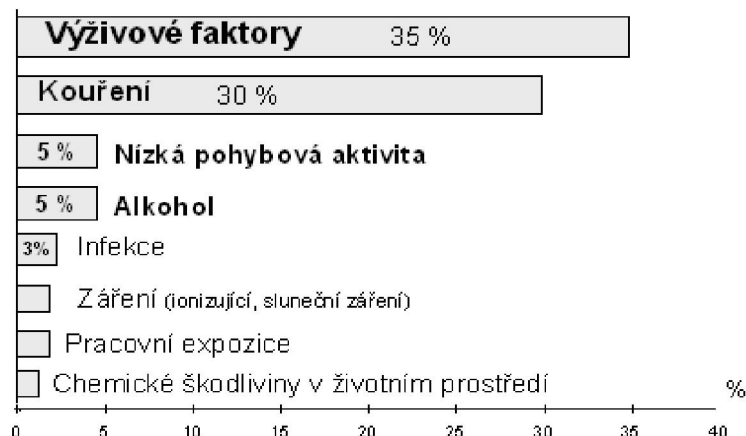 Výživové faktory 35 %
Kouření 30 %
5 % Nízká pohybová aktivita
5 % Alkohol
3% Infekce
Záření (ionizující, sluneční záření)
Pracovní expozice
Chemické škodliviny v životním prostředí %
0 5 10 15 20 25 30 35 40